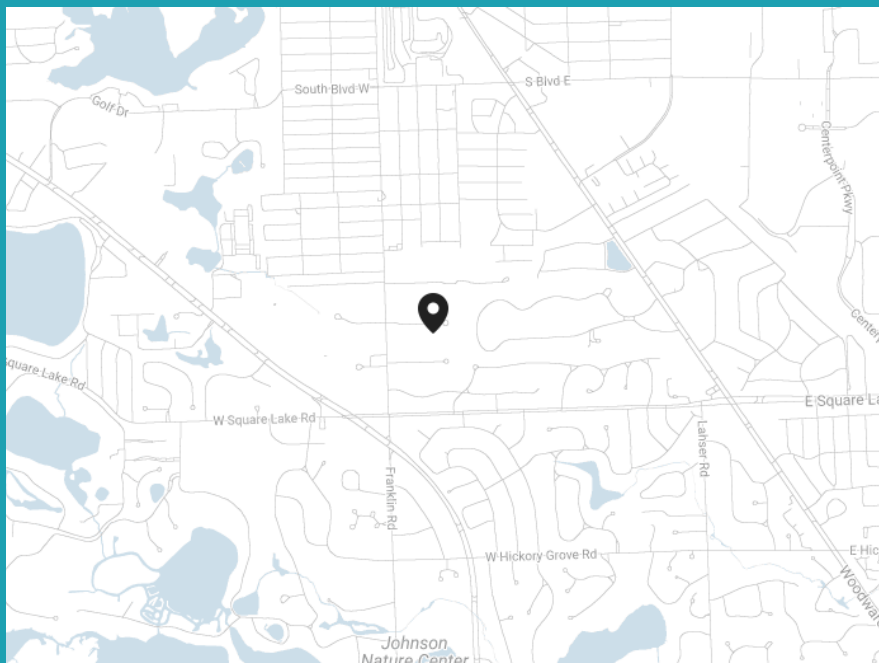 South Blvd W
S Blvd E
Golf Dr
Centerpoint Pkwy
Center
Square Lake Rd
W Square Lake Rd
E Square La
Franklin Rd
Lahser Rd
W Hickory Grove Rd
E Hic
Woodwar
Johnson
Nature Center